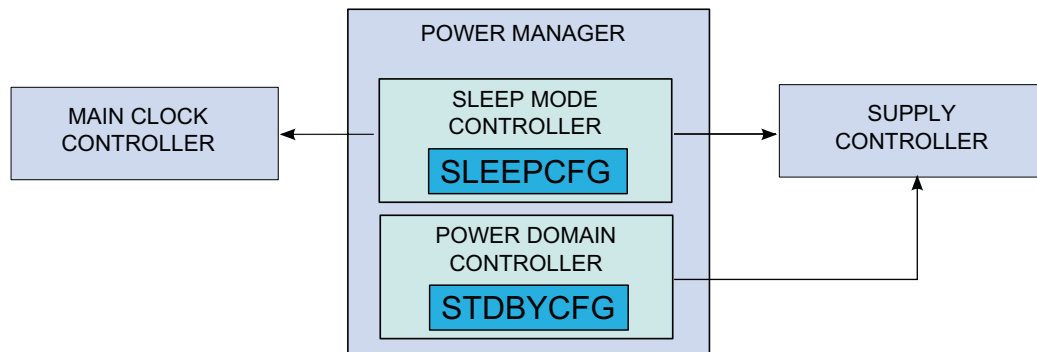 POWER MANAGER
MAIN CLOCK
CONTROLLER
SLEEP MODE
CONTROLLER
SLEEPCFG
SUPPLY
CONTROLLER
POWER DOMAIN
CONTROLLER
STDBYCFG